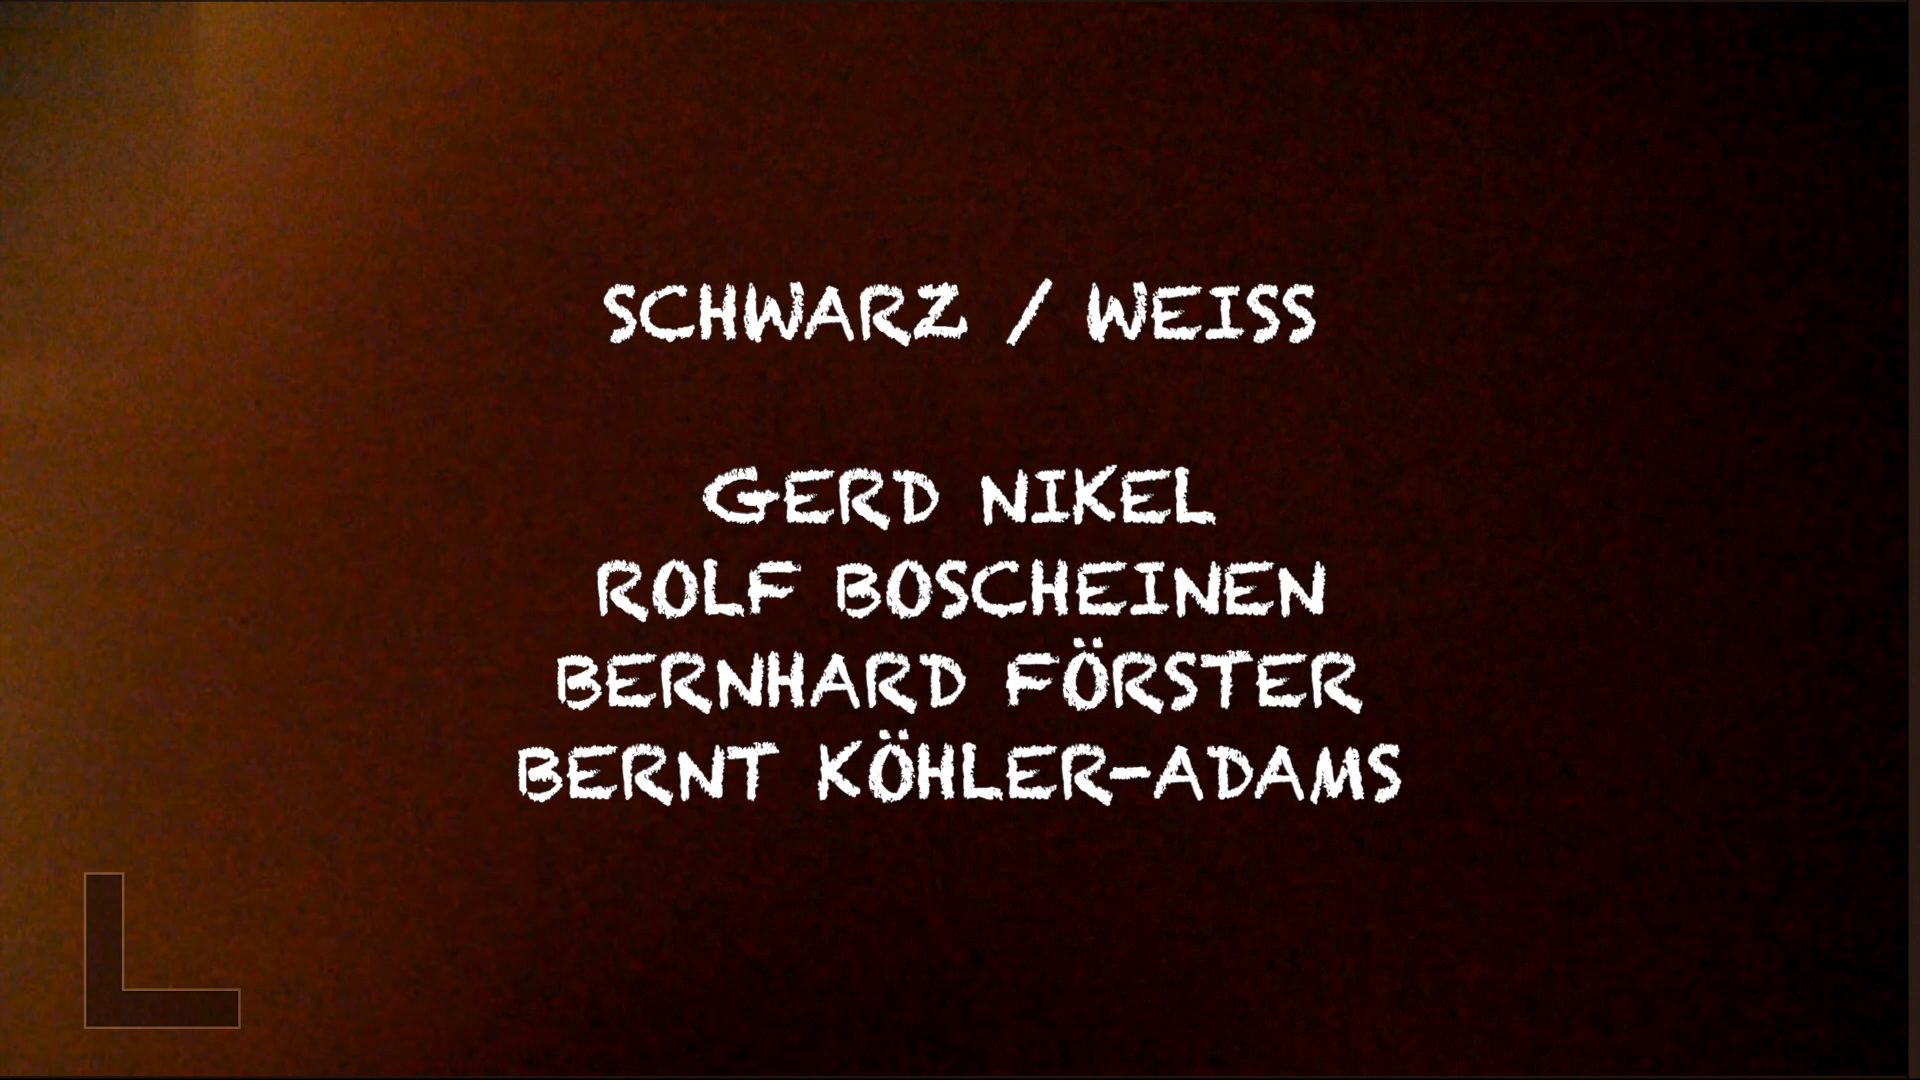 SCHWARZ / WEISS
GERD NIKEL
ROLF BOSCHEINEN
BERNHARD FÖRSTER
BERNT KÖHLER-ADAMS